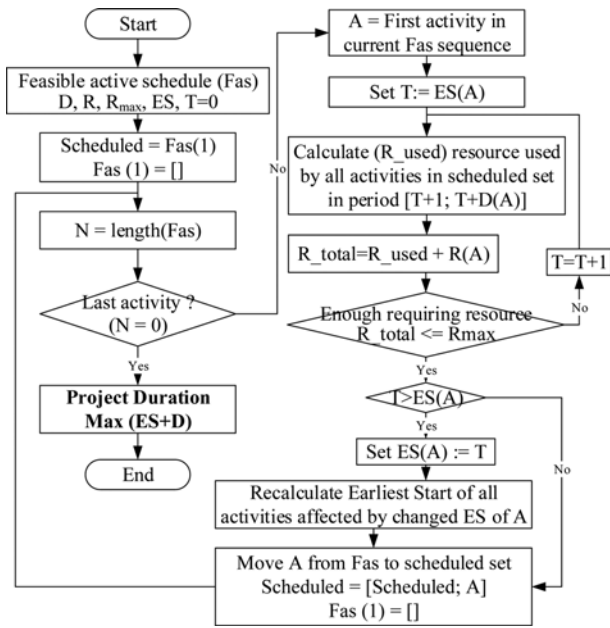 Start
Feasible active schedule (Fas)
D, R, Rmax, ES, T=0
Scheduled = Fas(1)
Fas (1) = []
N = length(Fas)
Last activity ?
(N = 0)
No
Yes
Project Duration
Max (ES+D)
End
A = First activity in
current Fas sequence
Set T:= ES(A)
Calculate (R_used) resource used
by all activities in scheduled set
in period [T+1; T+D(A)]
R_total=R_used + R(A)
T=T+1
Enough requiring resource
R_total <= Rmax
No
Yes
T>ES(A)
Yes
No
Set ES(A) := T
Recalculate Earliest Start of all
activities affected by changed ES of A
Move A from Fas to scheduled set
Scheduled = [Scheduled; A]
Fas (1) = []